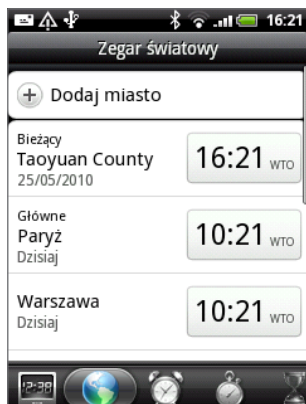 16:21
Zegar światowy
Dodaj miasto
Bieżący
Taoyuan County
25/05/2010
16:21 WTO
Główne
Paryż
Dzisiaj
10:21 WTO
Warszawa
Dzisiaj
10:21 WTO
12:38